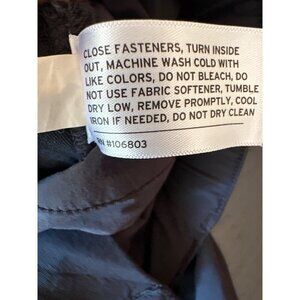 CLOSE FASTENERS, TURN INSIDE
OUT, MACHINE WASH COLD WITH
LIKE COLORS, DO NOT BLEACH, DO
NOT USE FABRIC SOFTENER, TUMBLE
DRY LOW, REMOVE PROMPTLY, COOL
IRON IF NEEDED, DO NOT DRY CLEAN
RN #106803